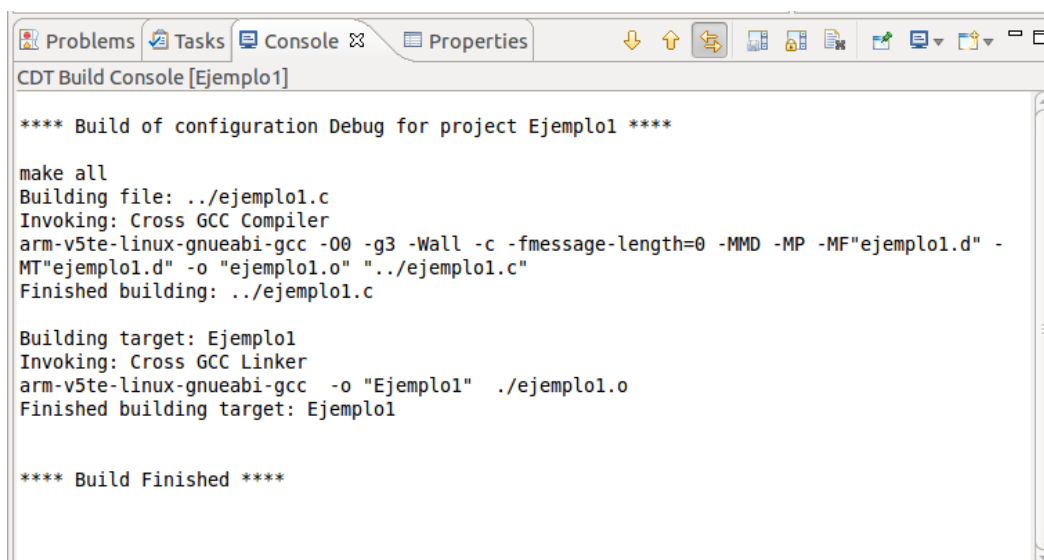 Problems Tasks Console Properties
CDT Build Console [Ejemplo1]
**** Build of configuration Debug for project Ejemplo1 ****
make all
Building file: ../ejemplo1.c
Invoking: Cross GCC Compiler
arm-v5te-linux-gnueabi-gcc -O0 -g3 -Wall -c -fmessage-length=0 -MMD -MP -MF"ejemplo1.d" -
MT"ejemplo1.d" -o "ejemplo1.o" "../ejemplo1.c"
Finished building: ../ejemplo1.c
Building target: Ejemplo1
Invoking: Cross GCC Linker
arm-v5te-linux-gnueabi-gcc  -o "Ejemplo1"  ./ejemplo1.o
Finished building target: Ejemplo1
**** Build Finished ****